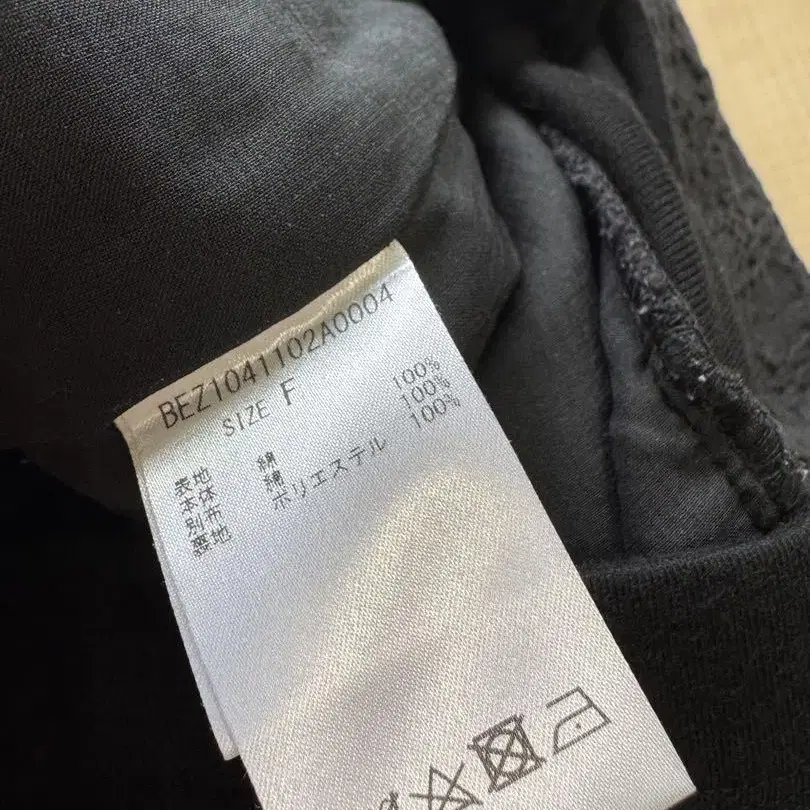 BEZ1041102A0004
SIZE F
表地
本体 綿 100%
別布 綿 100%
裏地 ポリエステル 100%